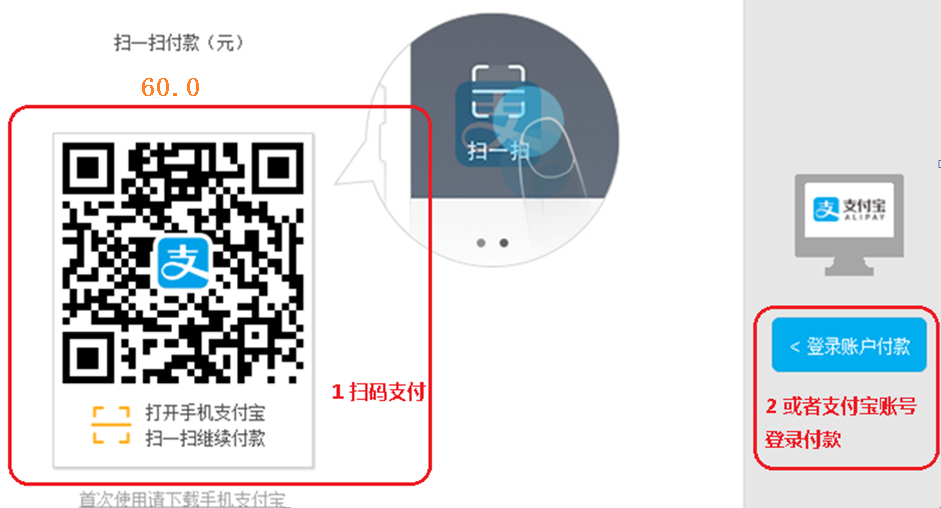 扫一扫付款（元）
60.0
扫一扫
支
打开手机支付宝
扫一扫继续付款
1 扫码支付
首次使用请下载手机支付宝
支 支付宝
ALIPAY
< 登录账户付款
2 或者支付宝账号
登录付款